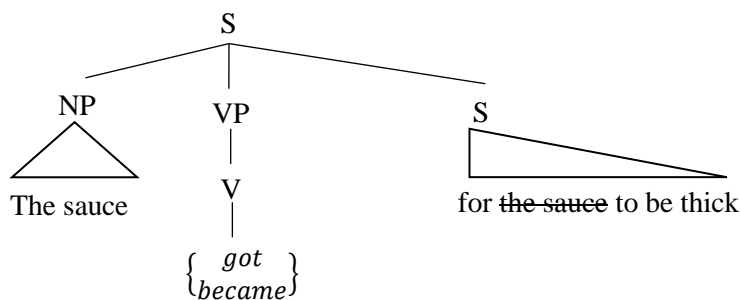 S
NP VP S
The sauce V for the sauce to be thick
{got
became}